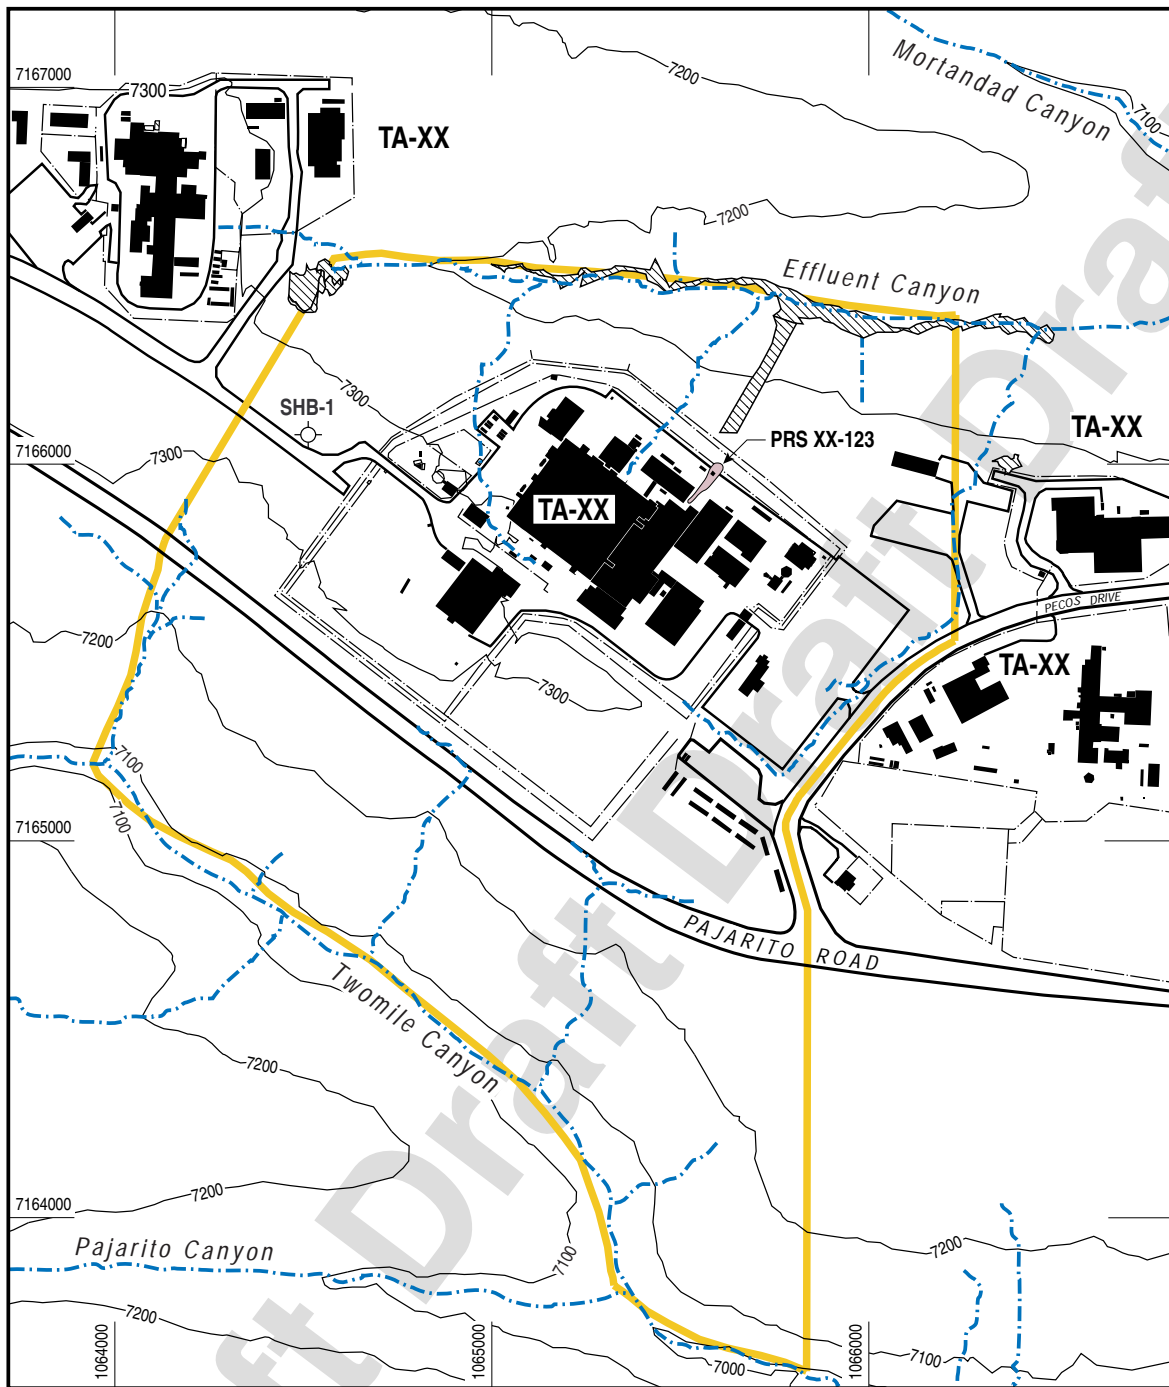 7167000
7300
7200
Mortandad Canyon
7100
TA-XX
7200
Effluent Canyon
7300
SHB-1
7300
TA-XX
7166000
PRS XX-123
TA-XX
PECOS DRIVE
7200
TA-XX
7300
7100
7100
7165000
PAJARITO ROAD
Twomile Canyon
7200
7200
7164000
Pajarito Canyon
7100
7200
7200
7000
7100
1064000
1065000
1066000
Draft Draft Draft Draft